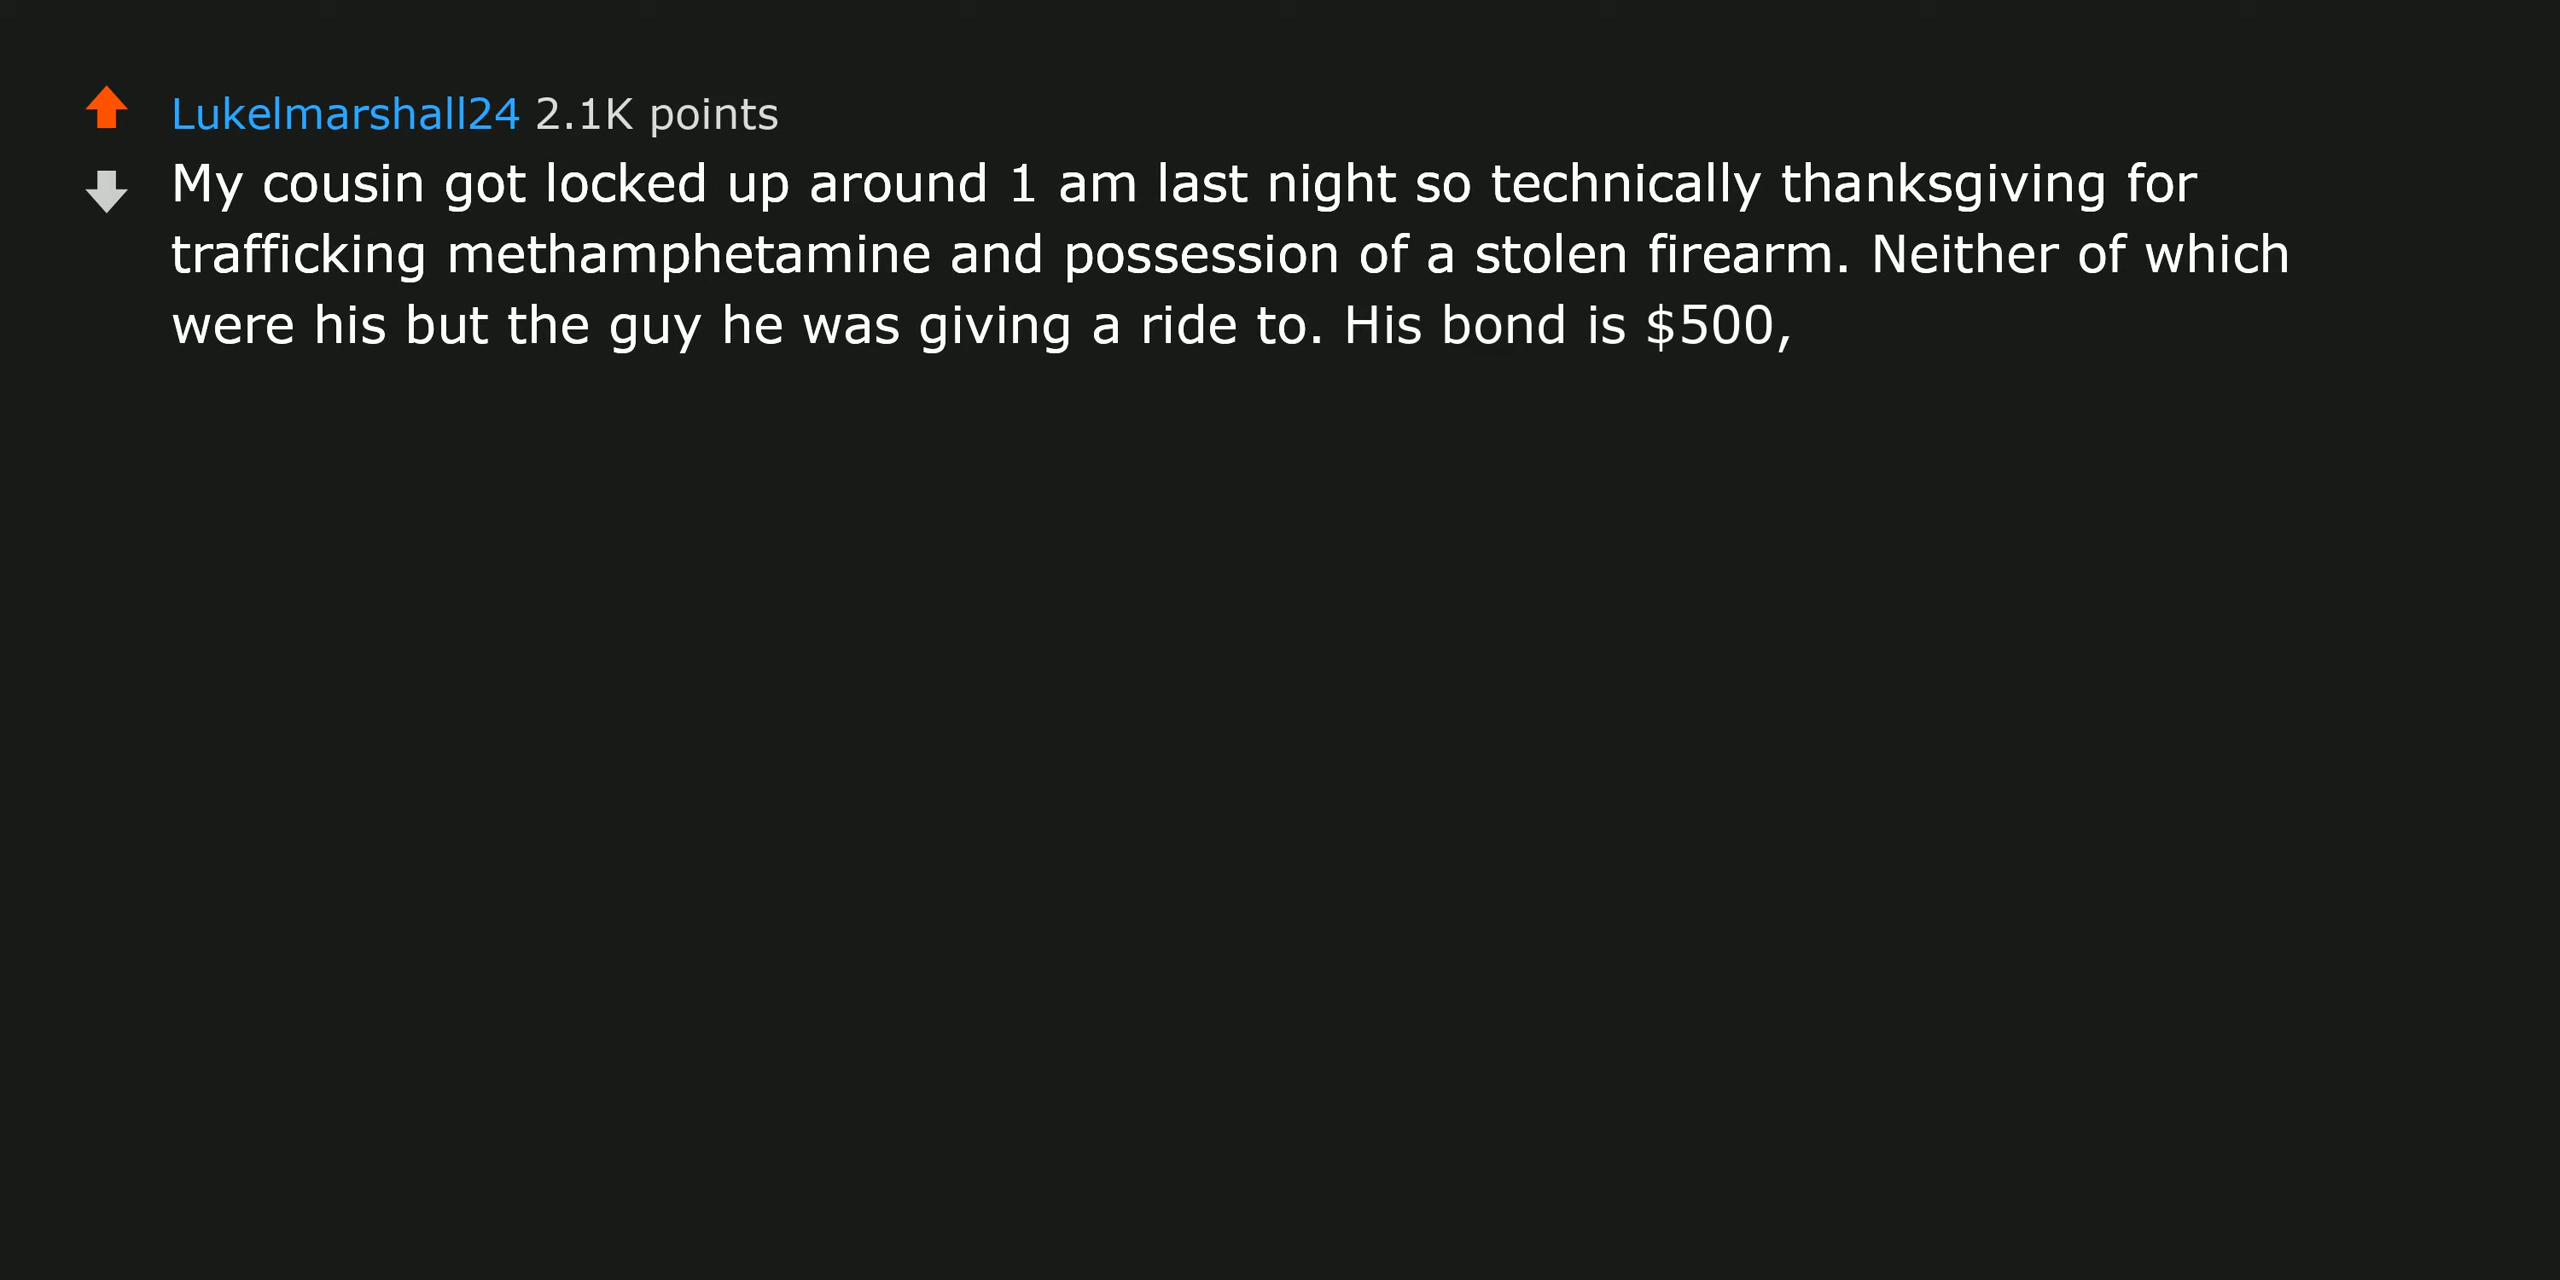 Lukelmarshall24 2.1K points
My cousin got locked up around 1 am last night so technically thanksgiving for
trafficking methamphetamine and possession of a stolen firearm. Neither of which
were his but the guy he was giving a ride to. His bond is $500,